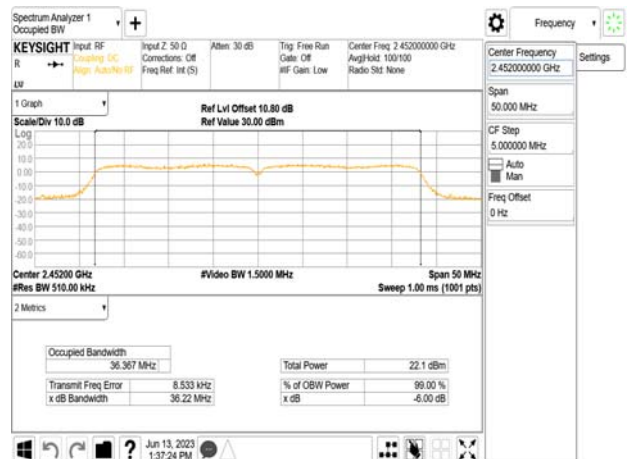 Spectrum Analyzer 1
Occupied BW
Frequency
KEYSIGHT
R
Input: RF
Coupling: DC
Align: Auto/No RF
Input Z: 50 Ω
Corrections: Off
Freq Ref: Int (S)
Atten: 30 dB
Trig: Free Run
Gate: Off
#IF Gain: Low
Center Freq: 2.452000000 GHz
Avg|Hold: 100/100
Radio Std: None
Center Frequency
2.452000000 GHz
Settings
Span
50.000 MHz
CF Step
5.000000 MHz
Auto
Man
Freq Offset
0 Hz
1 Graph
Scale/Div 10.0 dB
Ref Lvl Offset 10.80 dB
Ref Value 30.00 dBm
Log
20.0
10.0
0.00
-10.0
-20.0
-30.0
-40.0
-50.0
-60.0
Center 2.45200 GHz
#Res BW 510.00 kHz
#Video BW 1.5000 MHz
Span 50 MHz
Sweep 1.00 ms (1001 pts)
2 Metrics
Occupied Bandwidth
36.367 MHz
Transmit Freq Error 8.533 kHz
x dB Bandwidth 36.22 MHz
Total Power 22.1 dBm
% of OBW Power 99.00 %
x dB -6.00 dB
?
Jun 13, 2023
1:37:24 PM